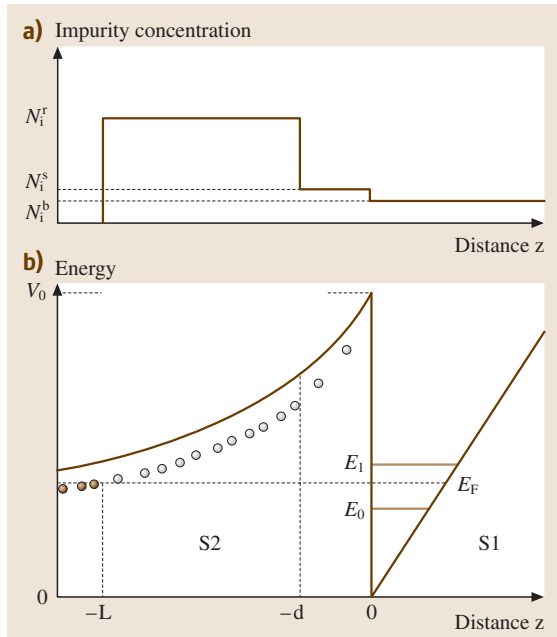 a) Impurity concentration
N_i^r
N_i^s
N_i^b
Distance z
b) Energy
V_0
E_1
E_F
E_0
S2
S1
0
–L
–d
0
Distance z